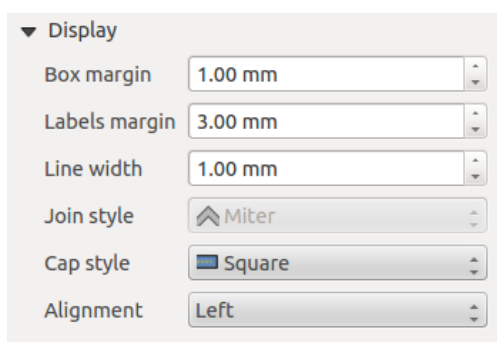 Display
Box margin 1.00 mm
Labels margin 3.00 mm
Line width 1.00 mm
Join style Miter
Cap style Square
Alignment Left